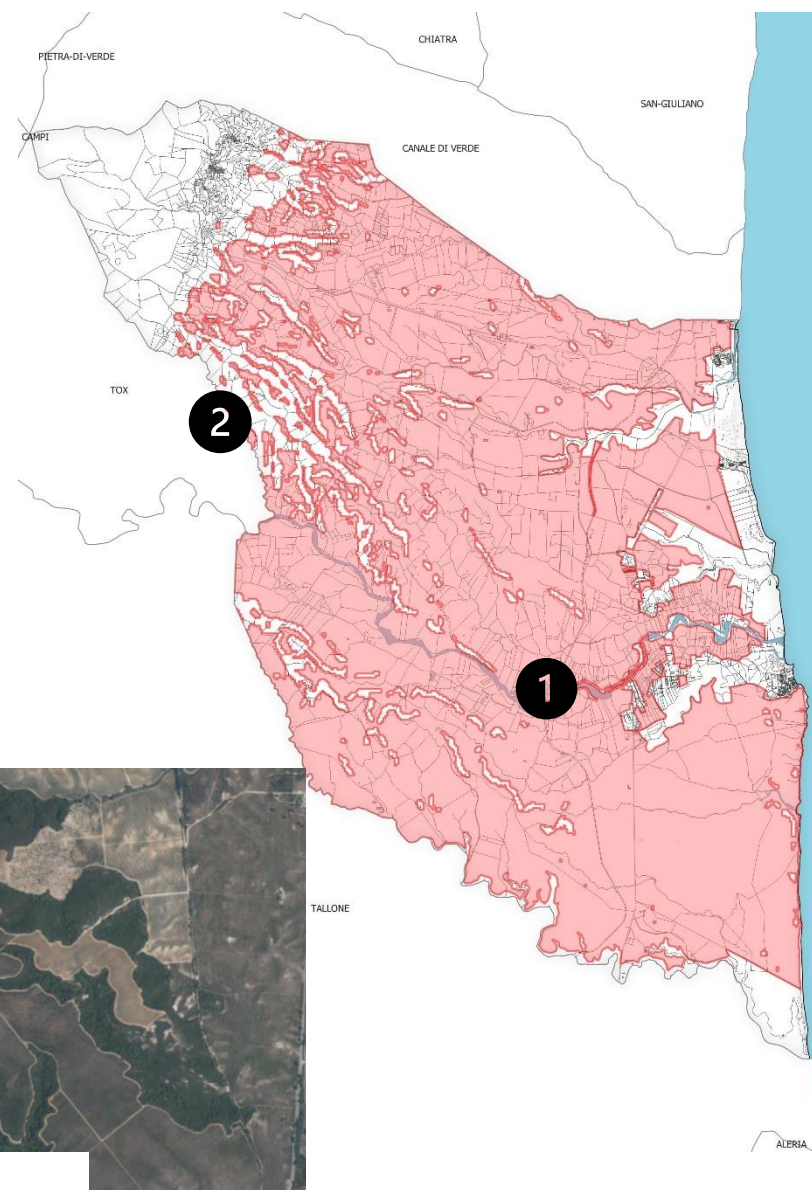 CHIATRA
PIETRA-DI-VERDE
SAN-GIULIANO
CAMPI
CANALE DI VERDE
TOX
2
1
TALLONE
ALERIA